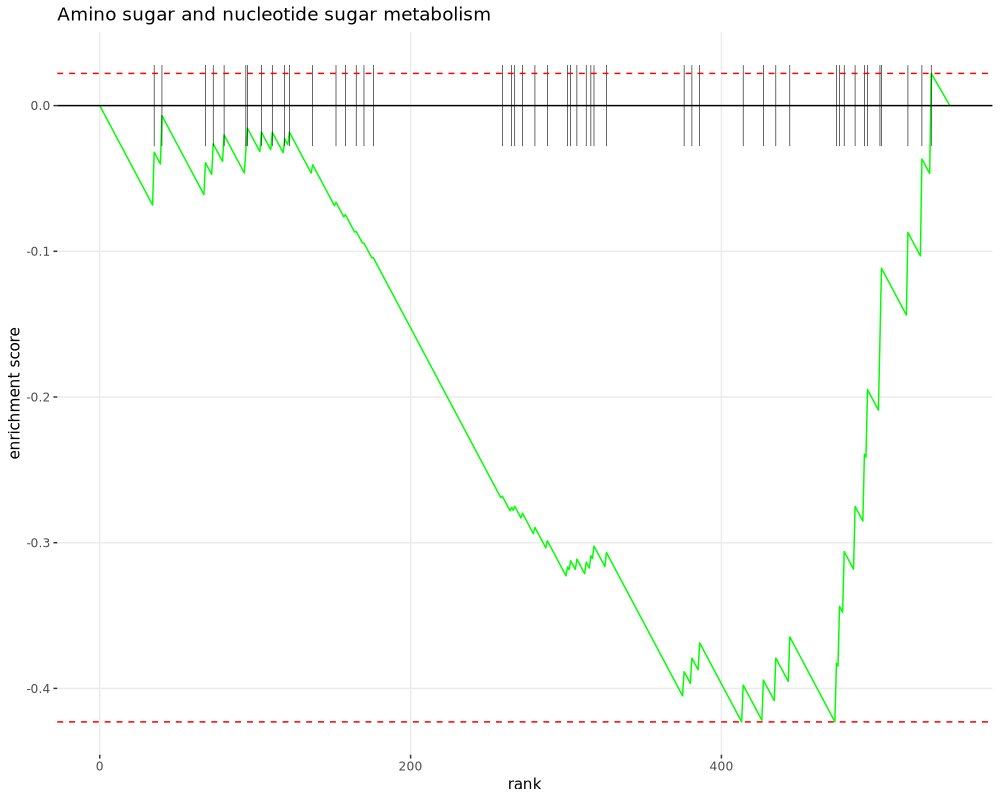 Amino sugar and nucleotide sugar metabolism
0.0
-0.1
-0.2
-0.3
-0.4
enrichment score
0
200
400
rank